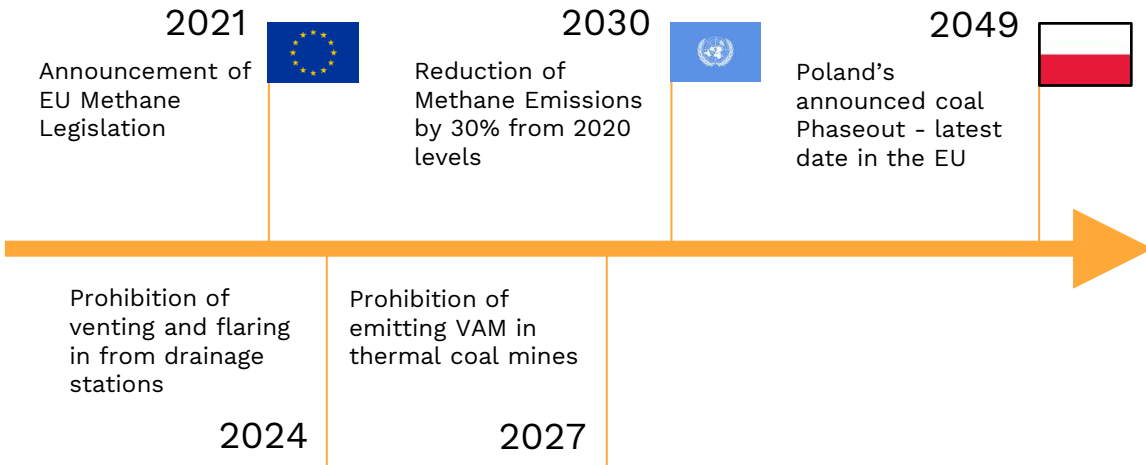 2021
Announcement of
EU Methane
Legislation
2030
Reduction of
Methane Emissions
by 30% from 2020
levels
2049
Poland’s
announced coal
Phaseout - latest
date in the EU
Prohibition of
venting and flaring
in from drainage
stations
2024
Prohibition of
emitting VAM in
thermal coal mines
2027